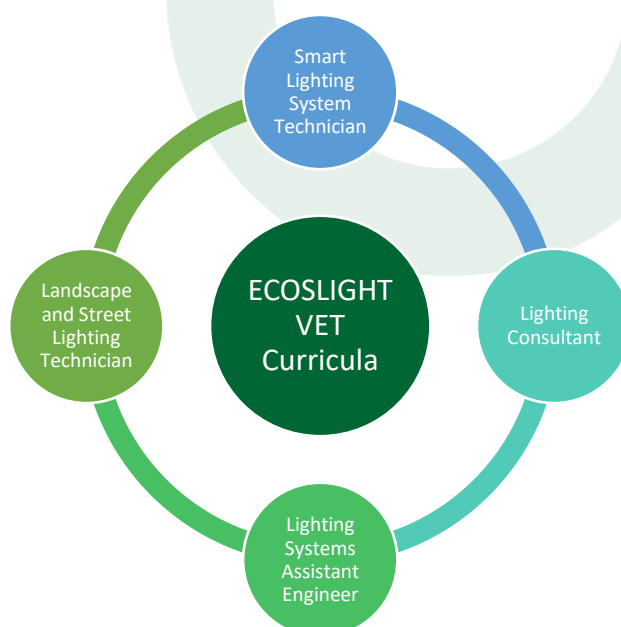 Smart
Lighting
System
Technician
Landscape
and Street
Lighting
Technician
ECOSLIGHT
VET
Curricula
Lighting
Consultant
Lighting
Systems
Assistant
Engineer